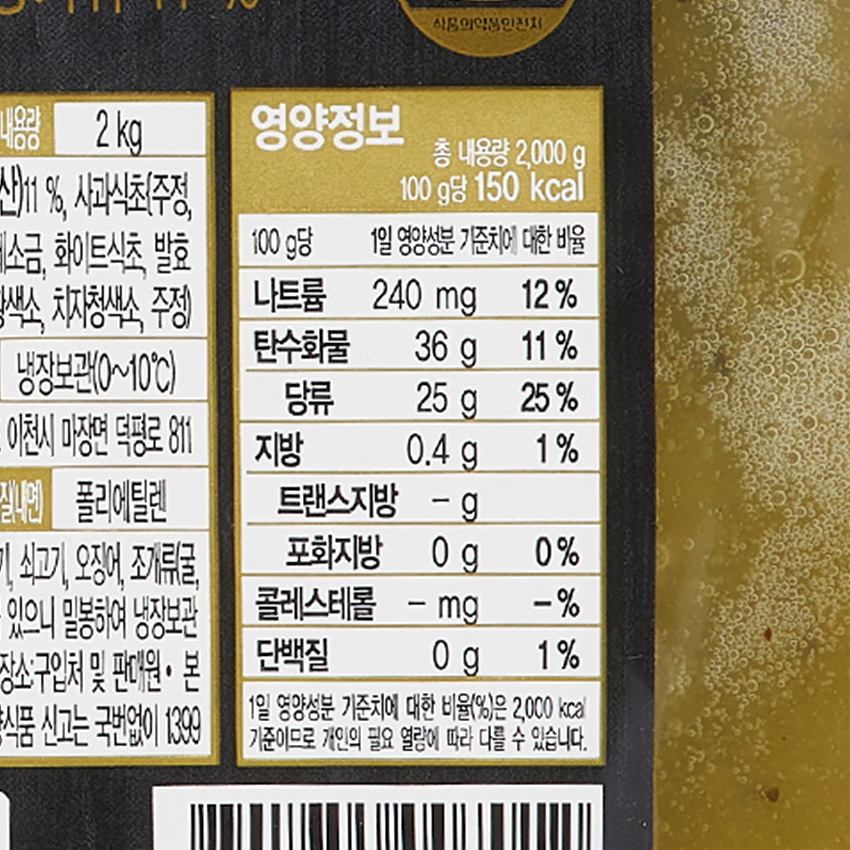 식품의약품안전처
내용량 2 kg
산)11 %, 사과식초(주정,
제소금, 화이트식초, 발효
황색소, 치자청색소, 주정)
냉장보관(0~10℃)
이천시 마장면 덕평로 811
질(내면) 폴리에틸렌
기, 쇠고기, 오징어, 조개류(굴,
있으니 밀봉하여 냉장보관
장소:구입처 및 판매원 • 본
식품 신고는 국번없이 1399
영양정보
총 내용량 2,000 g
100 g당 150 kcal
100 g당 1일 영양성분 기준치에 대한 비율
나트륨 240 mg 12 %
탄수화물 36 g 11 %
당류 25 g 25 %
지방 0.4 g 1 %
트랜스지방 – g
포화지방 0 g 0 %
콜레스테롤 – mg – %
단백질 0 g 1 %
1일 영양성분 기준치에 대한 비율(%)은 2,000 kcal
기준이므로 개인의 필요 열량에 따라 다를 수 있습니다.